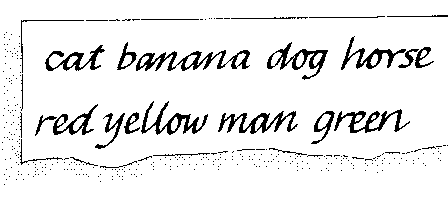 cat banana dog horse
red yellow man green